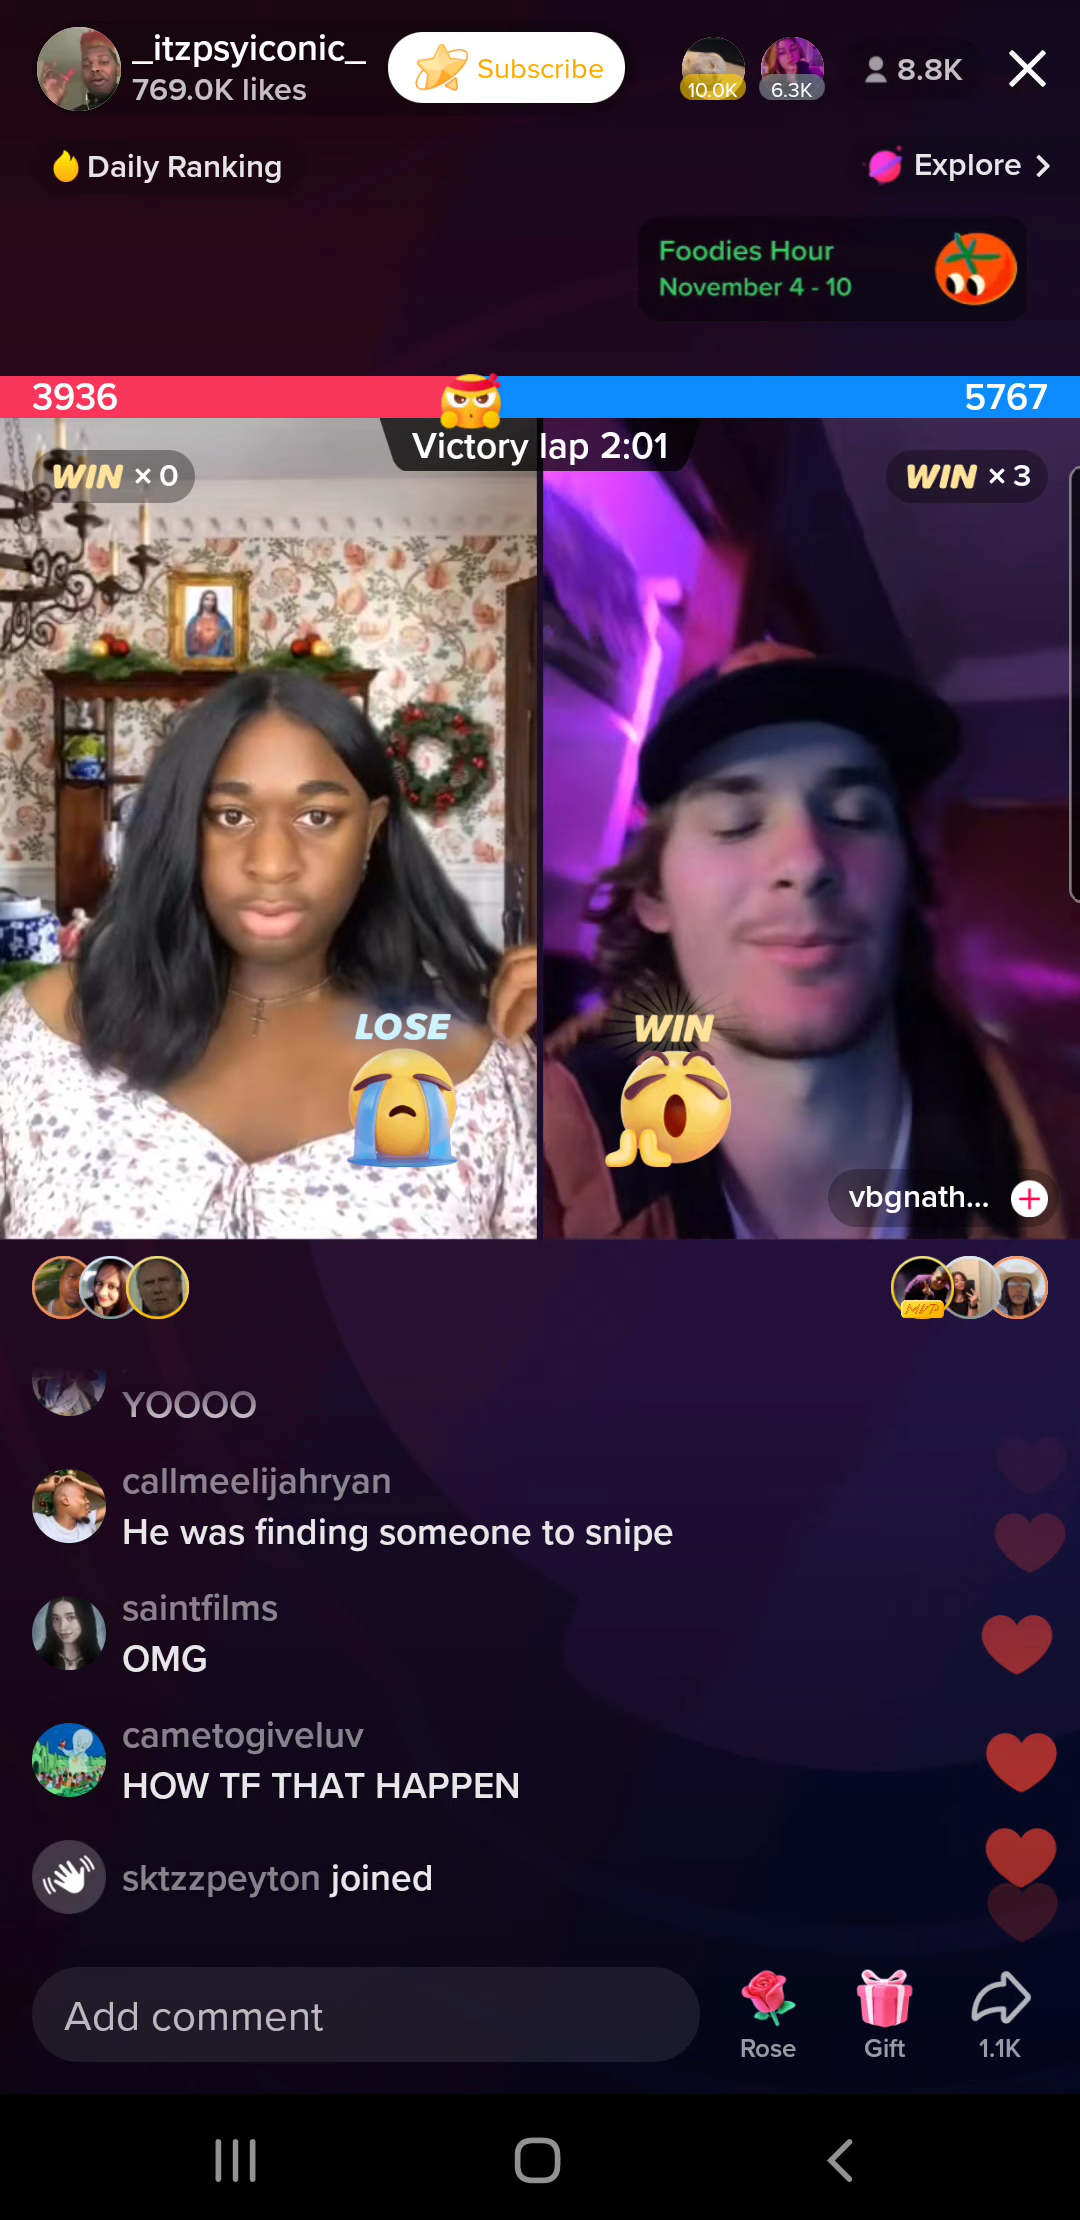 _itzpsyiconic_
769.0K likes
Subscribe
10.0K
6.3K
8.8K
Daily Ranking
Explore
Foodies Hour
November 4 - 10
3936
5767
Victory lap 2:01
WIN × 0
WIN × 3
LOSE
WIN
vbgnath...
MVP
YOOOO
callmeelijahryan
He was finding someone to snipe
saintfilms
OMG
cametogiveluv
HOW TF THAT HAPPEN
sktzzpeyton joined
Add comment
Rose
Gift
1.1K